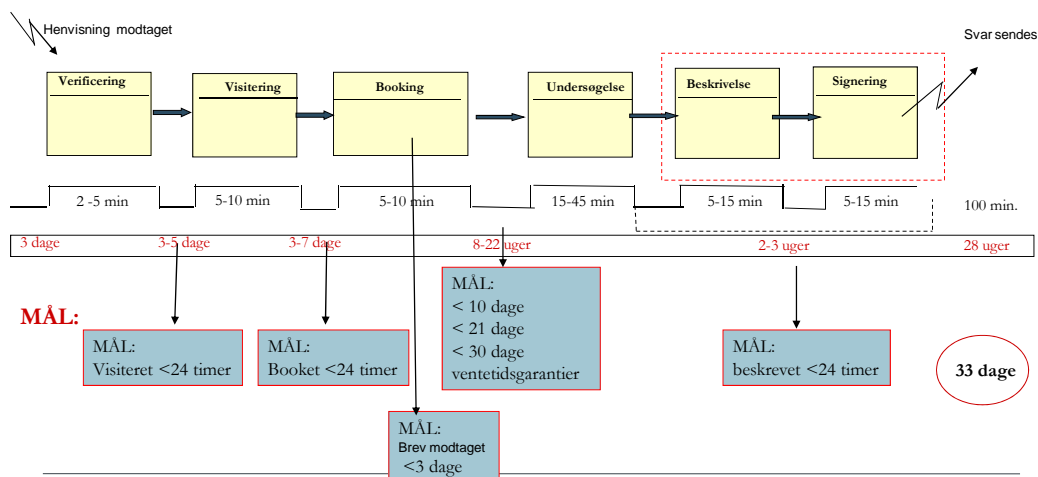 Henvisning modtaget
Svar sendes
Verificering
Visitering
Booking
Undersøgelse
Beskrivelse
Signering
2 -5 min
5-10 min
5-10 min
15-45 min
5-15 min
5-15 min
100 min.
3 dage
3-5 dage
3-7 dage
8-22 uger
2-3 uger
28 uger
MÅL:
MÅL:
Visiteret <24 timer
MÅL:
Booket <24 timer
MÅL:
< 10 dage
< 21 dage
< 30 dage
ventetidsgarantier
MÅL:
beskrevet <24 timer
33 dage
MÅL:
Brev modtaget
<3 dage